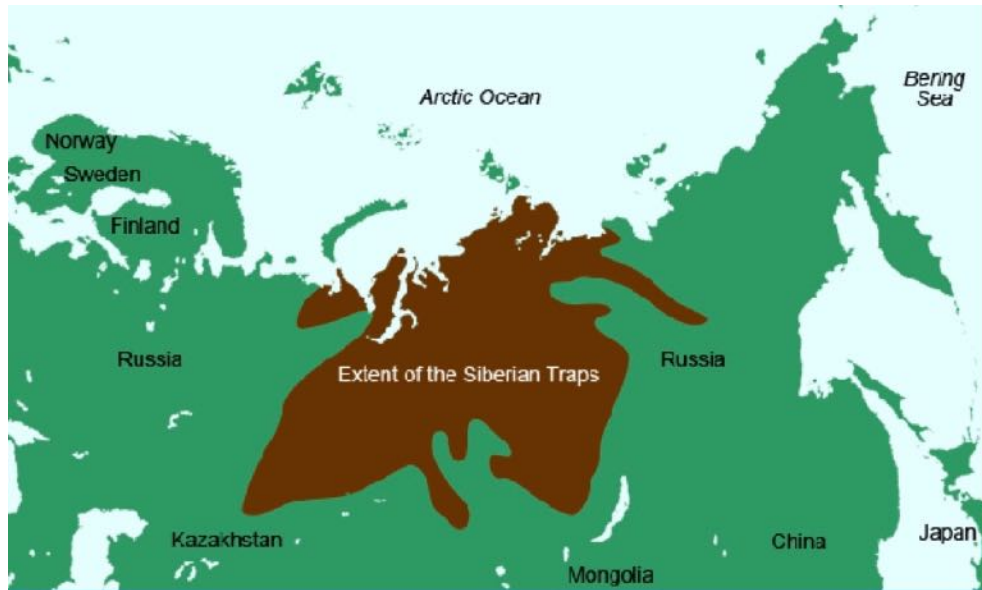 Arctic Ocean
Bering
Sea
Norway
Sweden
Finland
Russia
Extent of the Siberian Traps
Russia
Kazakhstan
Mongolia
China
Japan